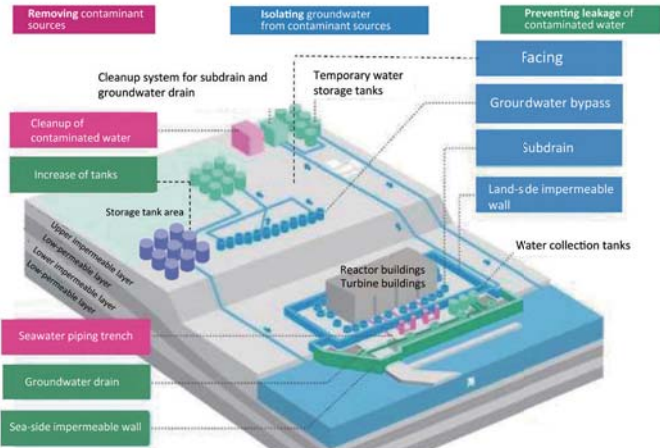 Removing contaminant
sources
Isolating groundwater
from contaminant sources
Preventing leakage of
contaminated water
Cleanup system for subdrain and
groundwater drain
Temporary water
storage tanks
Facing
Groundwater bypass
Subdrain
Land-side impermeable
wall
Cleanup of
contaminated water
Increase of tanks
Storage tank area
Upper impermeable layer
Low-permeable layer
Lower impermeable layer
Low-permeable layer
Water collection tanks
Reactor buildings
Turbine buildings
Seawater piping trench
Groundwater drain
Sea-side impermeable wall